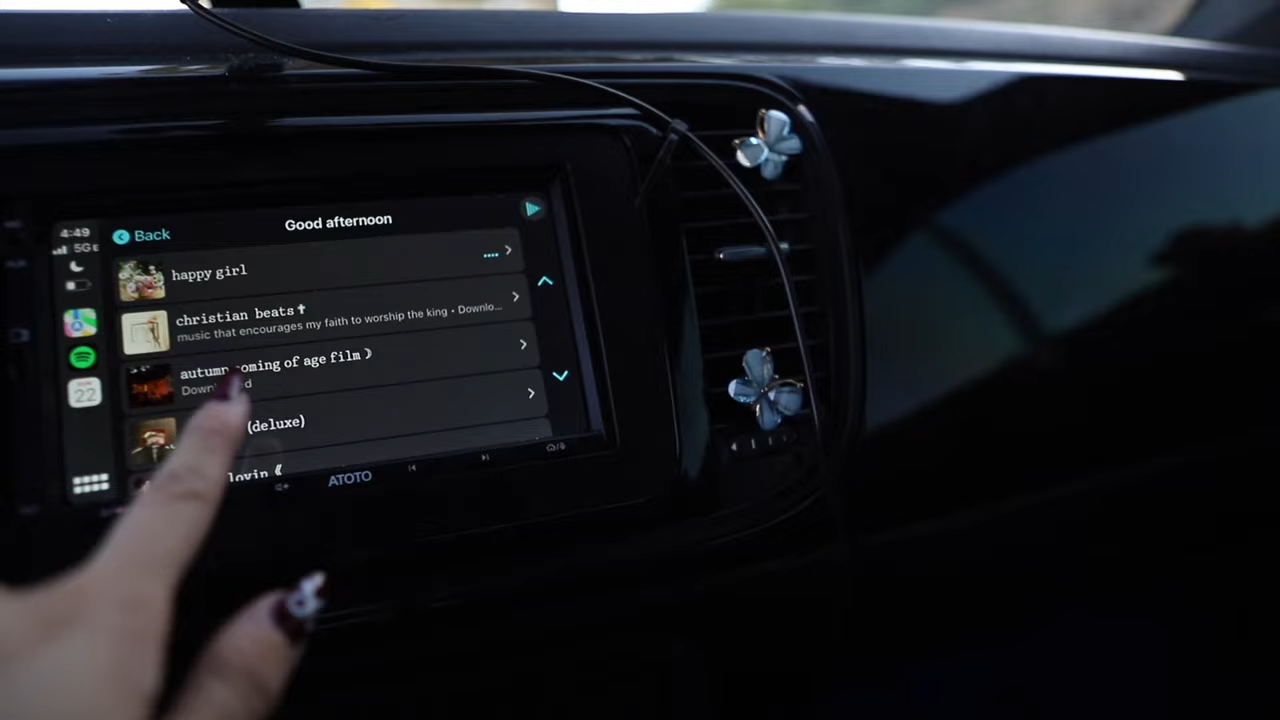 4:49
5G E
Back
Good afternoon
happy girl
christian beats✝
music that encourages my faith to worship the king • Downlo...
autumn coming of age film☽
22
(deluxe)
lovin ⸨
ATOTO